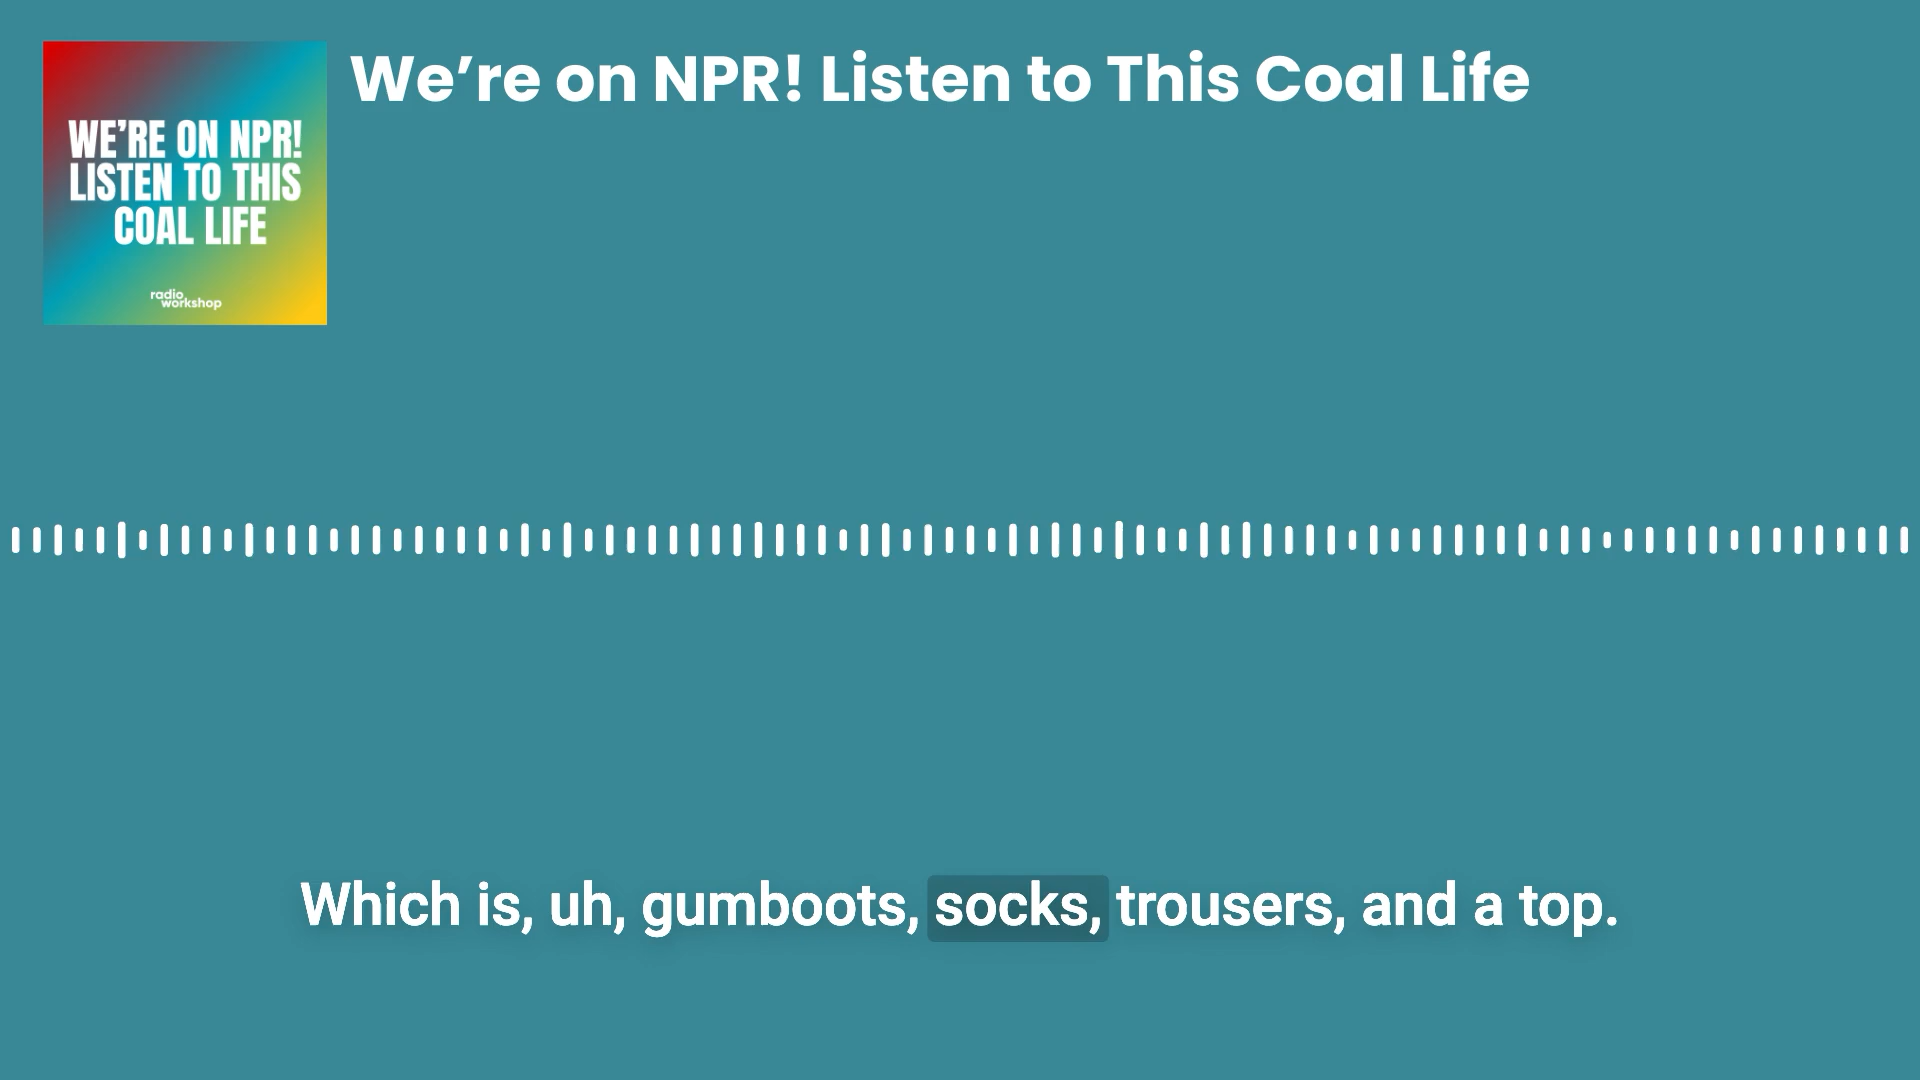 We’re on NPR! Listen to This Coal Life
WE’RE ON NPR!
LISTEN TO THIS
COAL LIFE
radio
workshop
Which is, uh, gumboots, socks, trousers, and a top.